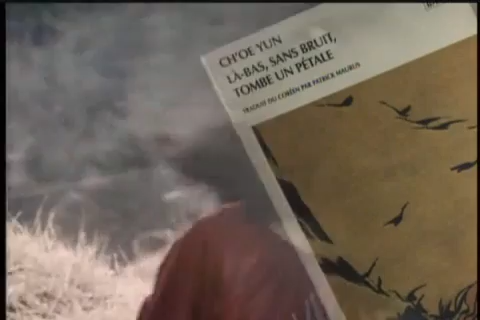 CH'OE YUN
LÀ-BAS, SANS BRUIT,
TOMBE UN PÉTALE
TRADUIT DU CORÉEN PAR PATRICK MAURUS